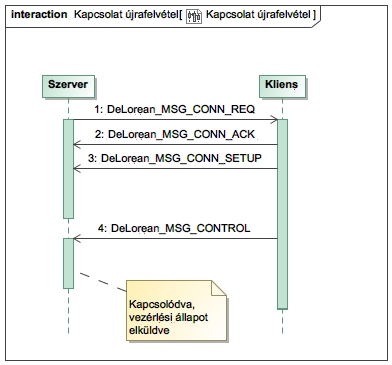 interaction Kapcsolat újrafelvétel[ Kapcsolat újrafelvétel ]
Szerver
Kliens
1: DeLorean_MSG_CONN_REQ
2: DeLorean_MSG_CONN_ACK
3: DeLorean_MSG_CONN_SETUP
4: DeLorean_MSG_CONTROL
Kapcsolódva,
vezérlési állapot
elküldve